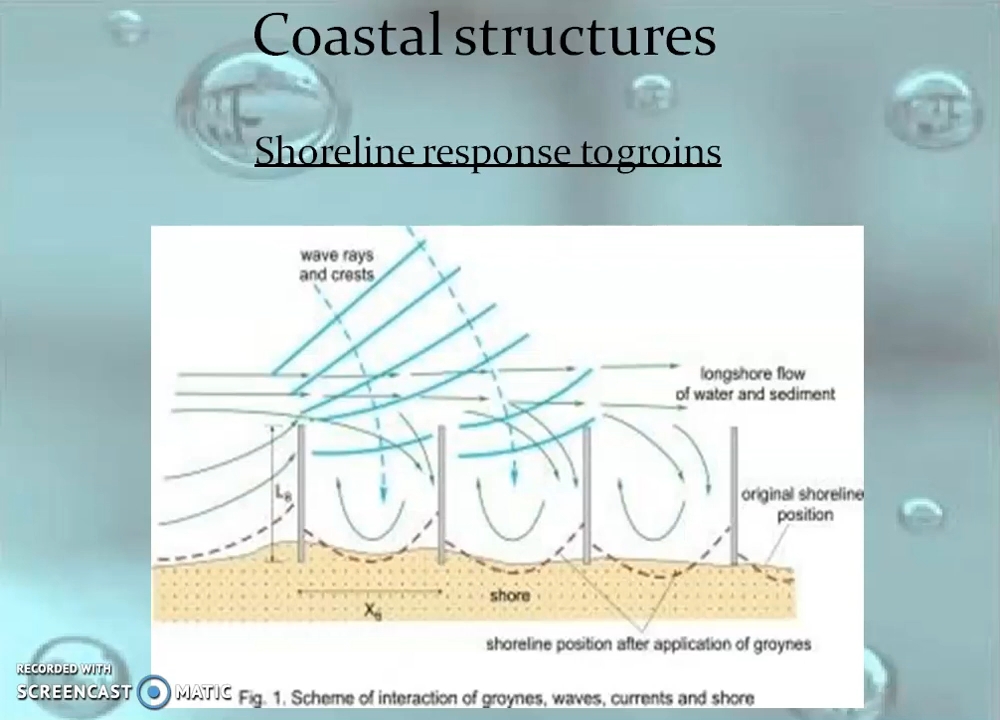 Coastal structures
Shoreline response togroins
wave rays
and crests
longshore flow
of water and sediment
original shoreline
position
shore
shoreline position after application of groynes
RECORDED WITH
SCREENCAST MATIC
Fig. 1. Scheme of interaction of groynes, waves, currents and shore